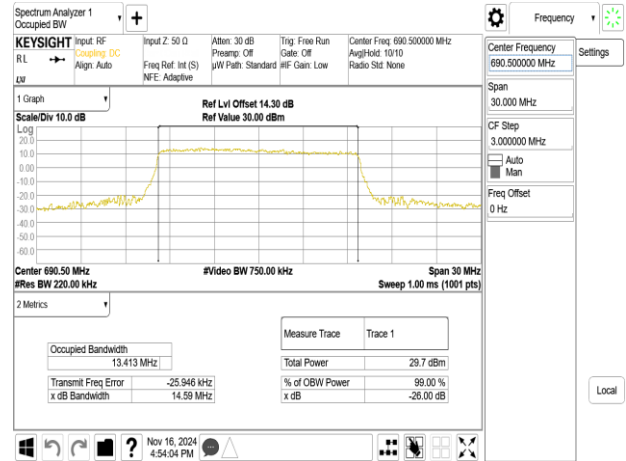 Spectrum Analyzer 1
Occupied BW
KEYSIGHT
RL
Input: RF
Coupling: DC
Align: Auto
Input Z: 50 Ω
Freq Ref: Int (S)
NFE: Adaptive
Atten: 30 dB
Preamp: Off
µW Path: Standard
Trig: Free Run
Gate: Off
#IF Gain: Low
Center Freq: 690.500000 MHz
Avg|Hold: 10/10
Radio Std: None
1 Graph
Scale/Div 10.0 dB
Ref Lvl Offset 14.30 dB
Ref Value 30.00 dBm
Log
20.0
10.0
0.00
-10.0
-20.0
-30.0
-40.0
-50.0
-60.0
Center 690.50 MHz
#Video BW 750.00 kHz
Span 30 MHz
#Res BW 220.00 kHz
Sweep 1.00 ms (1001 pts)
2 Metrics
Measure Trace
Trace 1
Occupied Bandwidth
13.413 MHz
Total Power
29.7 dBm
Transmit Freq Error
-25.946 kHz
% of OBW Power
99.00 %
x dB Bandwidth
14.59 MHz
x dB
-26.00 dB
?
Nov 16, 2024
4:54:04 PM
Frequency
Center Frequency
690.500000 MHz
Settings
Span
30.000 MHz
CF Step
3.000000 MHz
Auto
Man
Freq Offset
0 Hz
Local